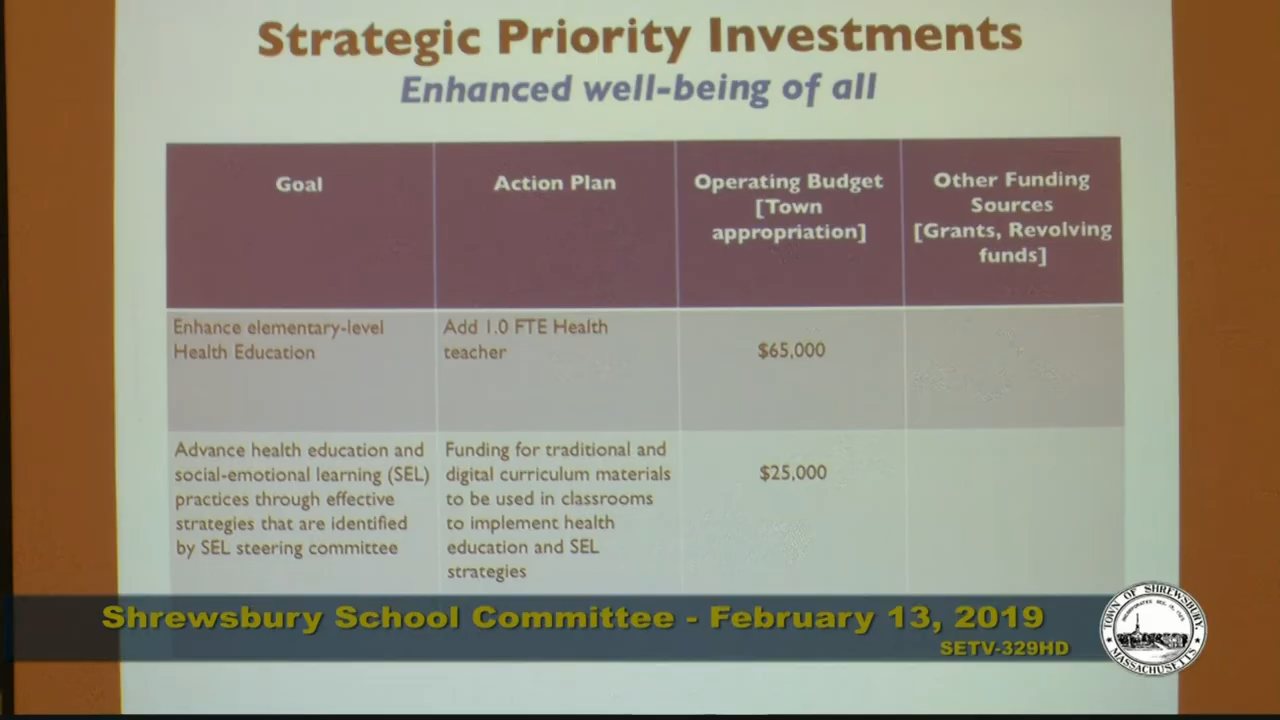 Strategic Priority Investments
Enhanced well-being of all
Goal
Action Plan
Operating Budget
[Town
appropriation]
Other Funding
Sources
[Grants, Revolving
funds]
Enhance elementary-level
Health Education
Add 1.0 FTE Health
teacher
$65,000
Advance health education and
social-emotional learning (SEL)
practices through effective
strategies that are identified
by SEL steering committee
Funding for traditional and
digital curriculum materials
to be used in classrooms
to implement health
education and SEL
strategies
$25,000
Shrewsbury School Committee - February 13, 2019
SETV-329HD
TOWN OF SHREWSBURY.
MASSACHUSETTS